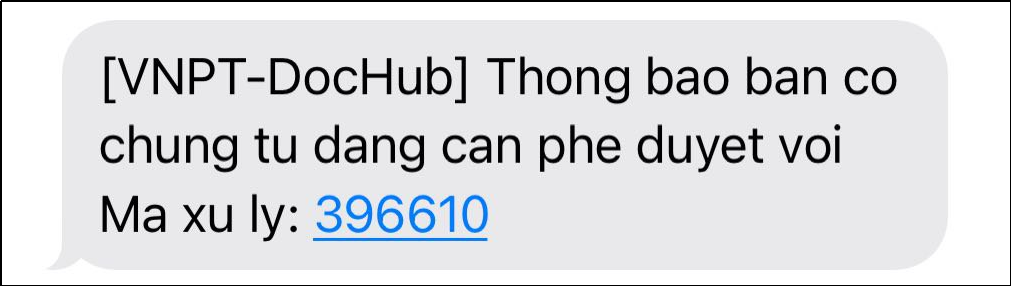 [VNPT-DocHub] Thong bao ban co
chung tu dang can phe duyet voi
Ma xu ly: 396610